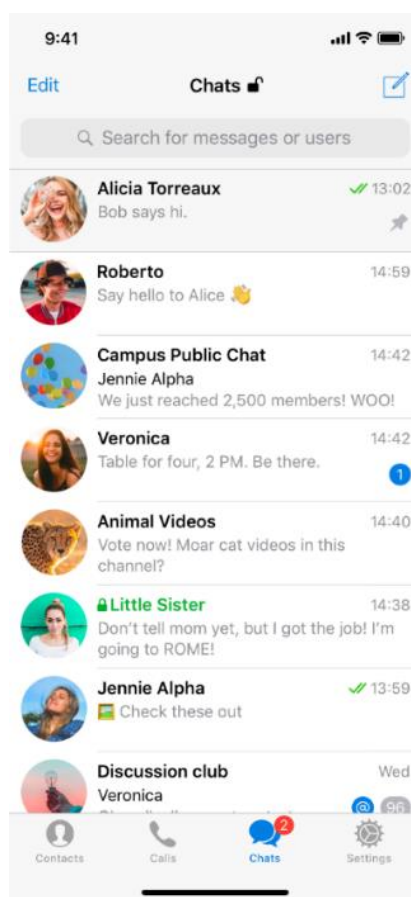 9:41
Edit
Chats
Search for messages or users
Alicia Torreaux 13:02
Bob says hi.
Roberto 14:59
Say hello to Alice 👋
Campus Public Chat 14:42
Jennie Alpha
We just reached 2,500 members! WOO!
Veronica 14:42
Table for four, 2 PM. Be there.
1
Animal Videos 14:40
Vote now! Moar cat videos in this
channel?
Little Sister 14:38
Don't tell mom yet, but I got the job! I'm
going to ROME!
Jennie Alpha 13:59
🖼 Check these out
Discussion club Wed
Veronica
@ 96
2
Contacts Calls Chats Settings